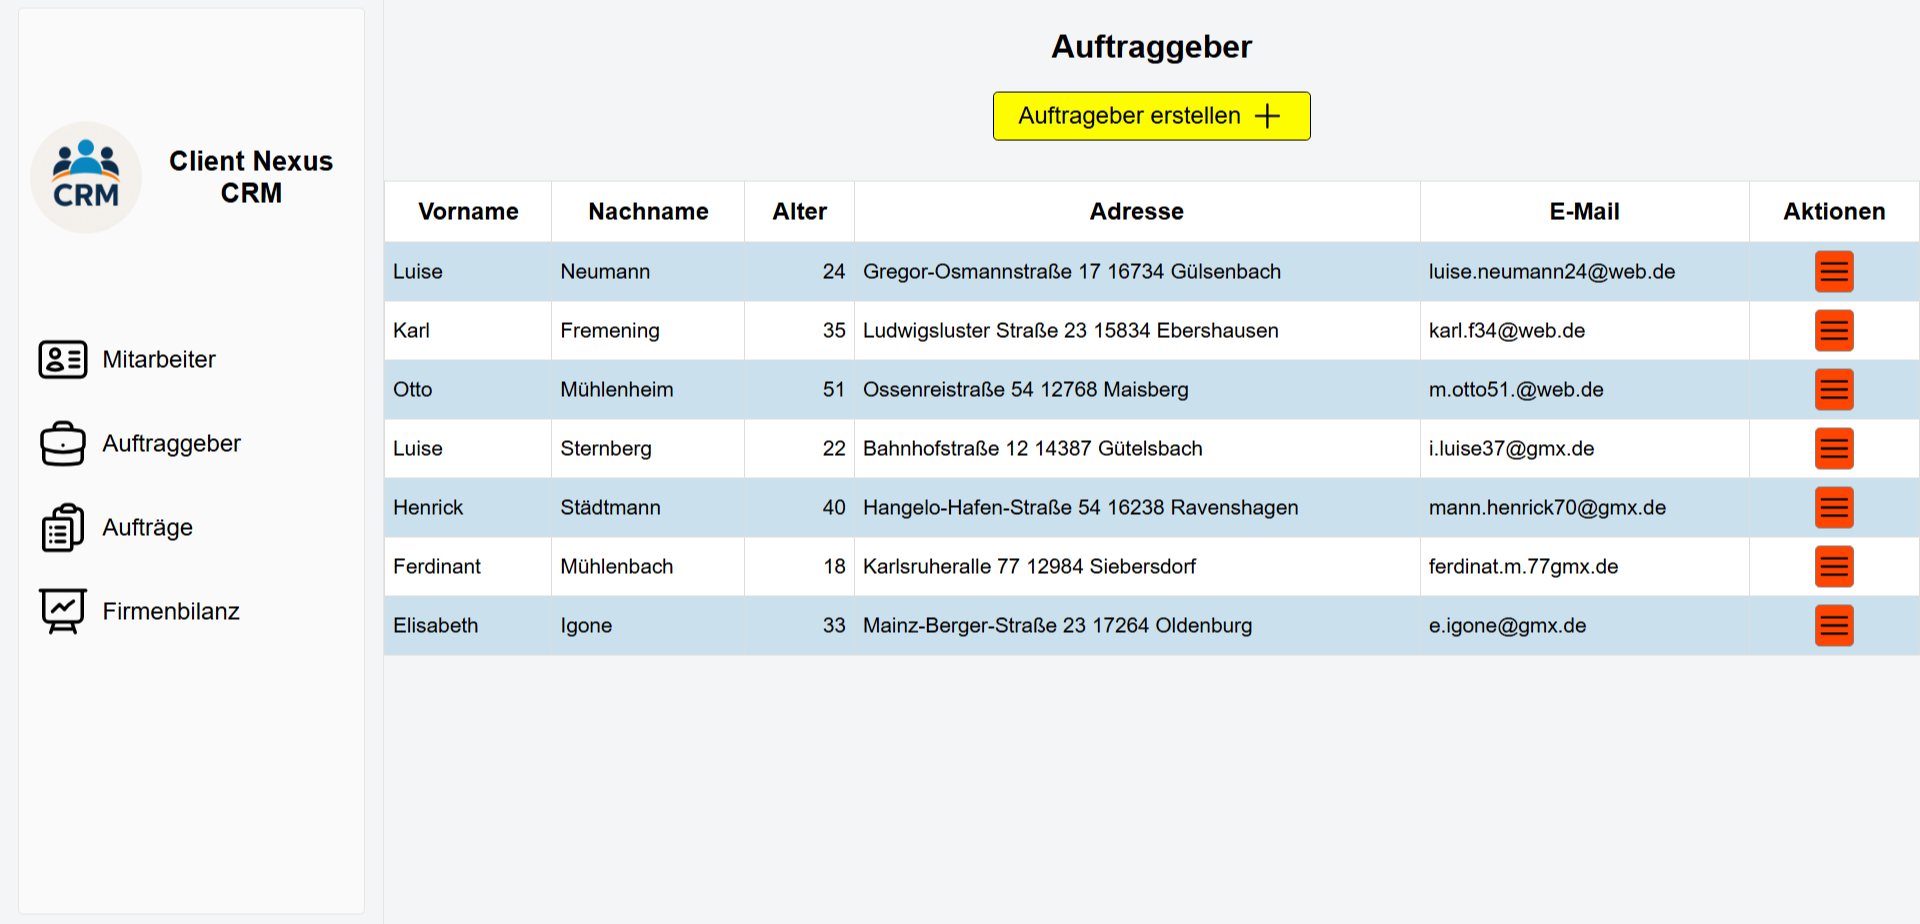 CRM
Client Nexus
CRM
Mitarbeiter
Auftraggeber
Aufträge
Firmenbilanz
Auftraggeber
Auftrageber erstellen
Vorname Nachname Alter Adresse E-Mail Aktionen
Luise Neumann 24 Gregor-Osmannstraße 17 16734 Gülsenbach luise.neumann24@web.de
Karl Fremening 35 Ludwigsluster Straße 23 15834 Ebershausen karl.f34@web.de
Otto Mühlenheim 51 Ossenreistraße 54 12768 Maisberg m.otto51.@web.de
Luise Sternberg 22 Bahnhofstraße 12 14387 Gütelsbach i.luise37@gmx.de
Henrick Städtmann 40 Hangelo-Hafen-Straße 54 16238 Ravenshagen mann.henrick70@gmx.de
Ferdinant Mühlenbach 18 Karlsruheralle 77 12984 Siebersdorf ferdinat.m.77gmx.de
Elisabeth Igone 33 Mainz-Berger-Straße 23 17264 Oldenburg e.igone@gmx.de